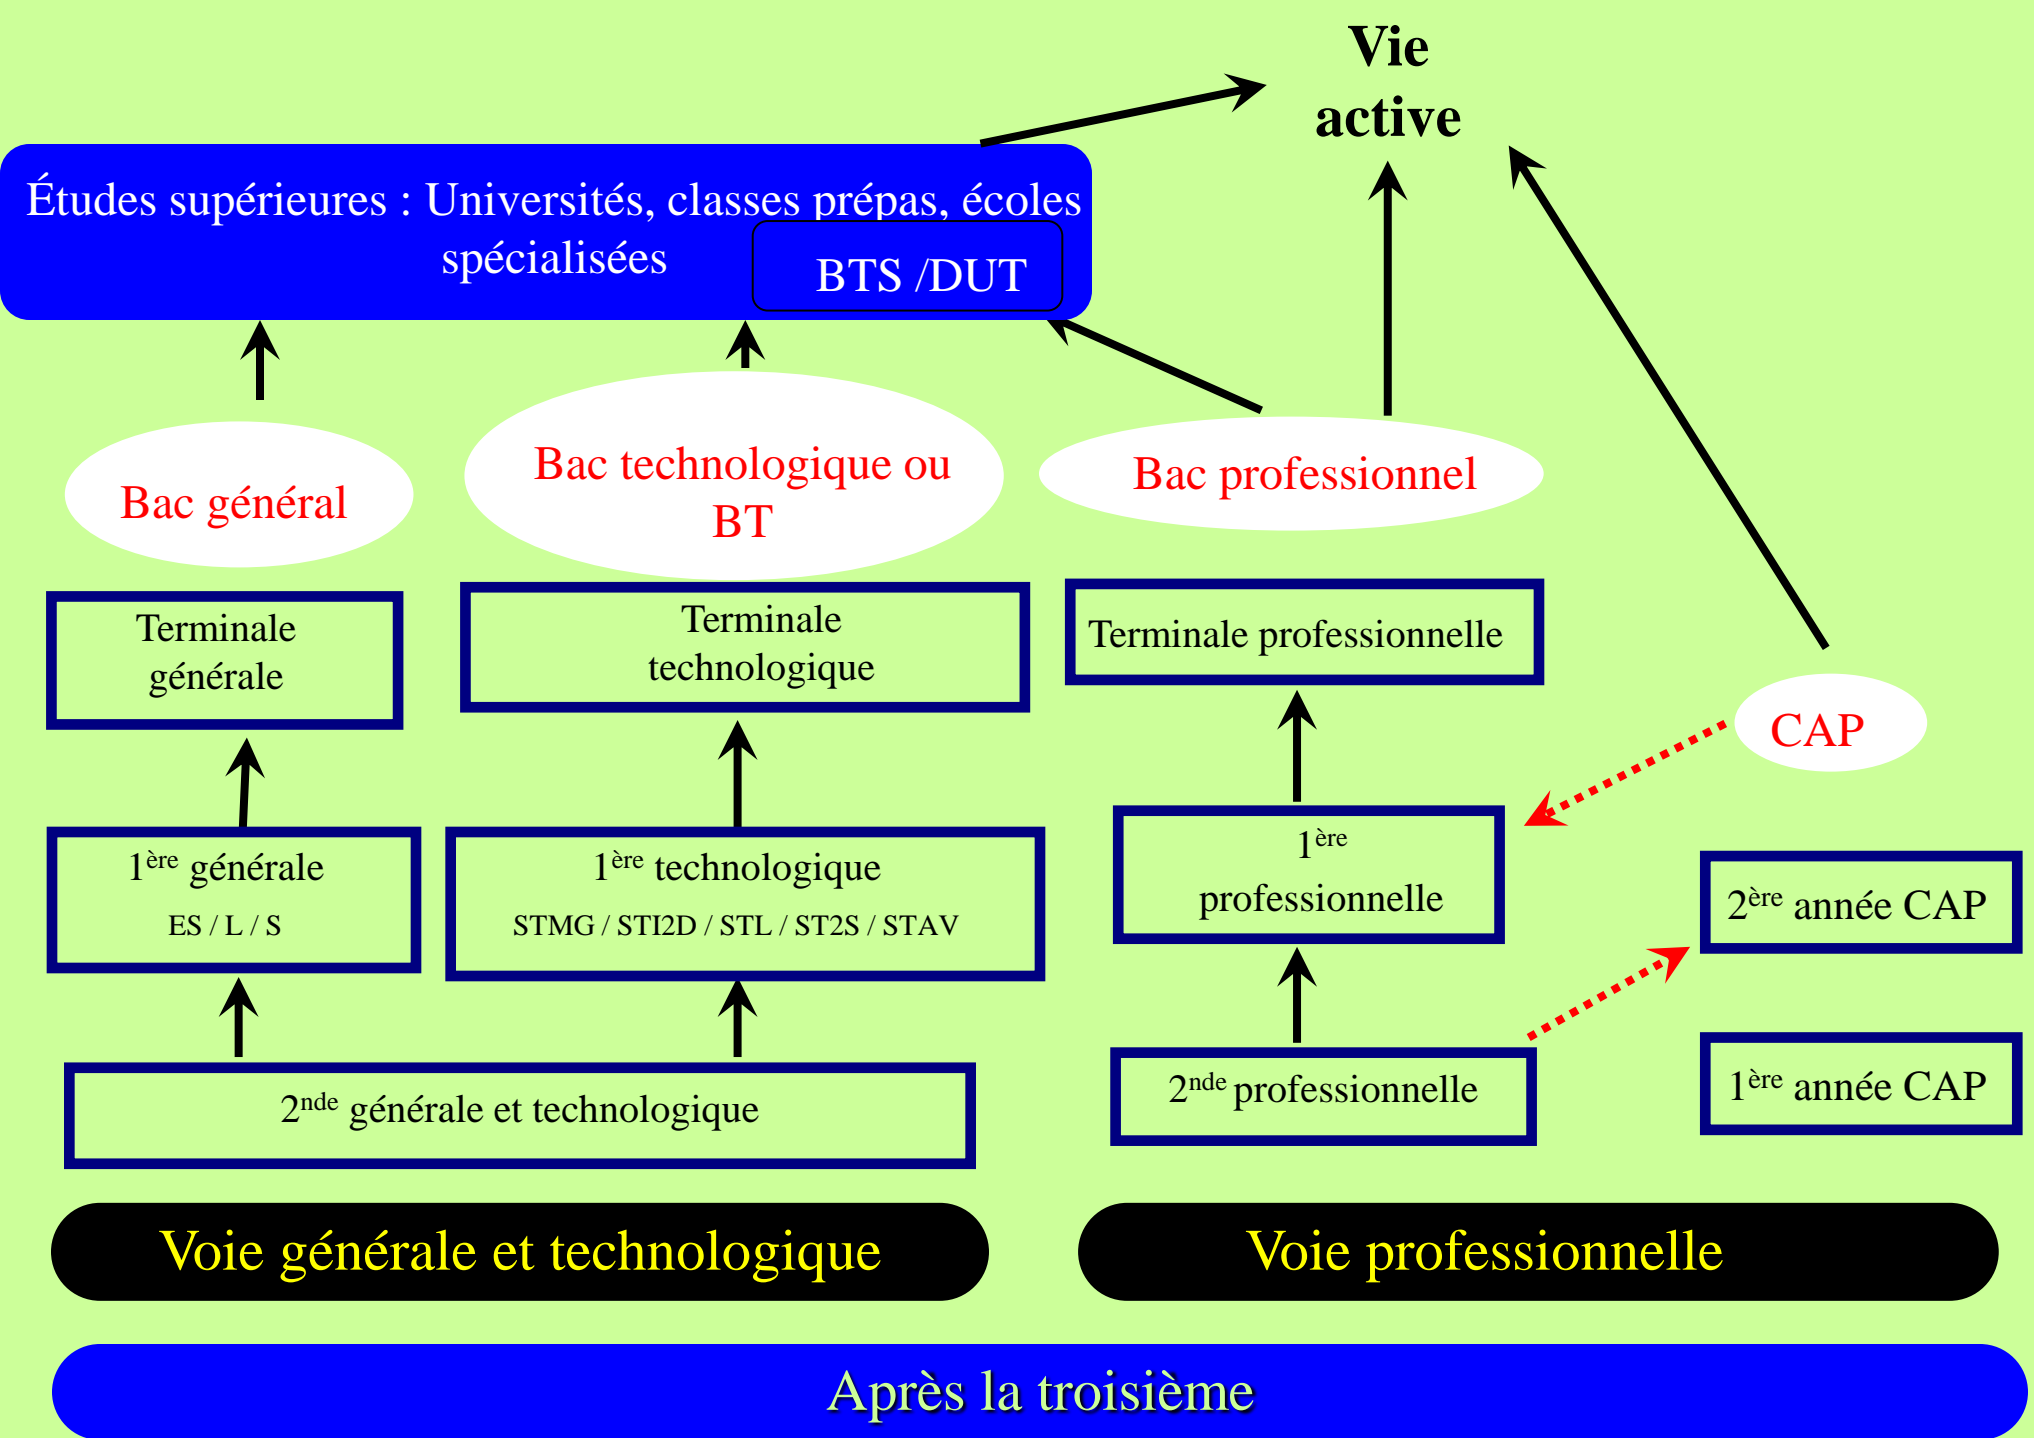 Vie
active
Études supérieures : Universités, classes prépas, écoles
spécialisées
BTS /DUT
Bac général
Bac technologique ou
BT
Bac professionnel
Terminale
générale
Terminale
technologique
Terminale professionnelle
CAP
1ère générale
ES / L / S
1ère technologique
STMG / STI2D / STL / ST2S / STAV
1ère
professionnelle
2ère année CAP
2nde générale et technologique
2nde professionnelle
1ère année CAP
Voie générale et technologique
Voie professionnelle
Après la troisième